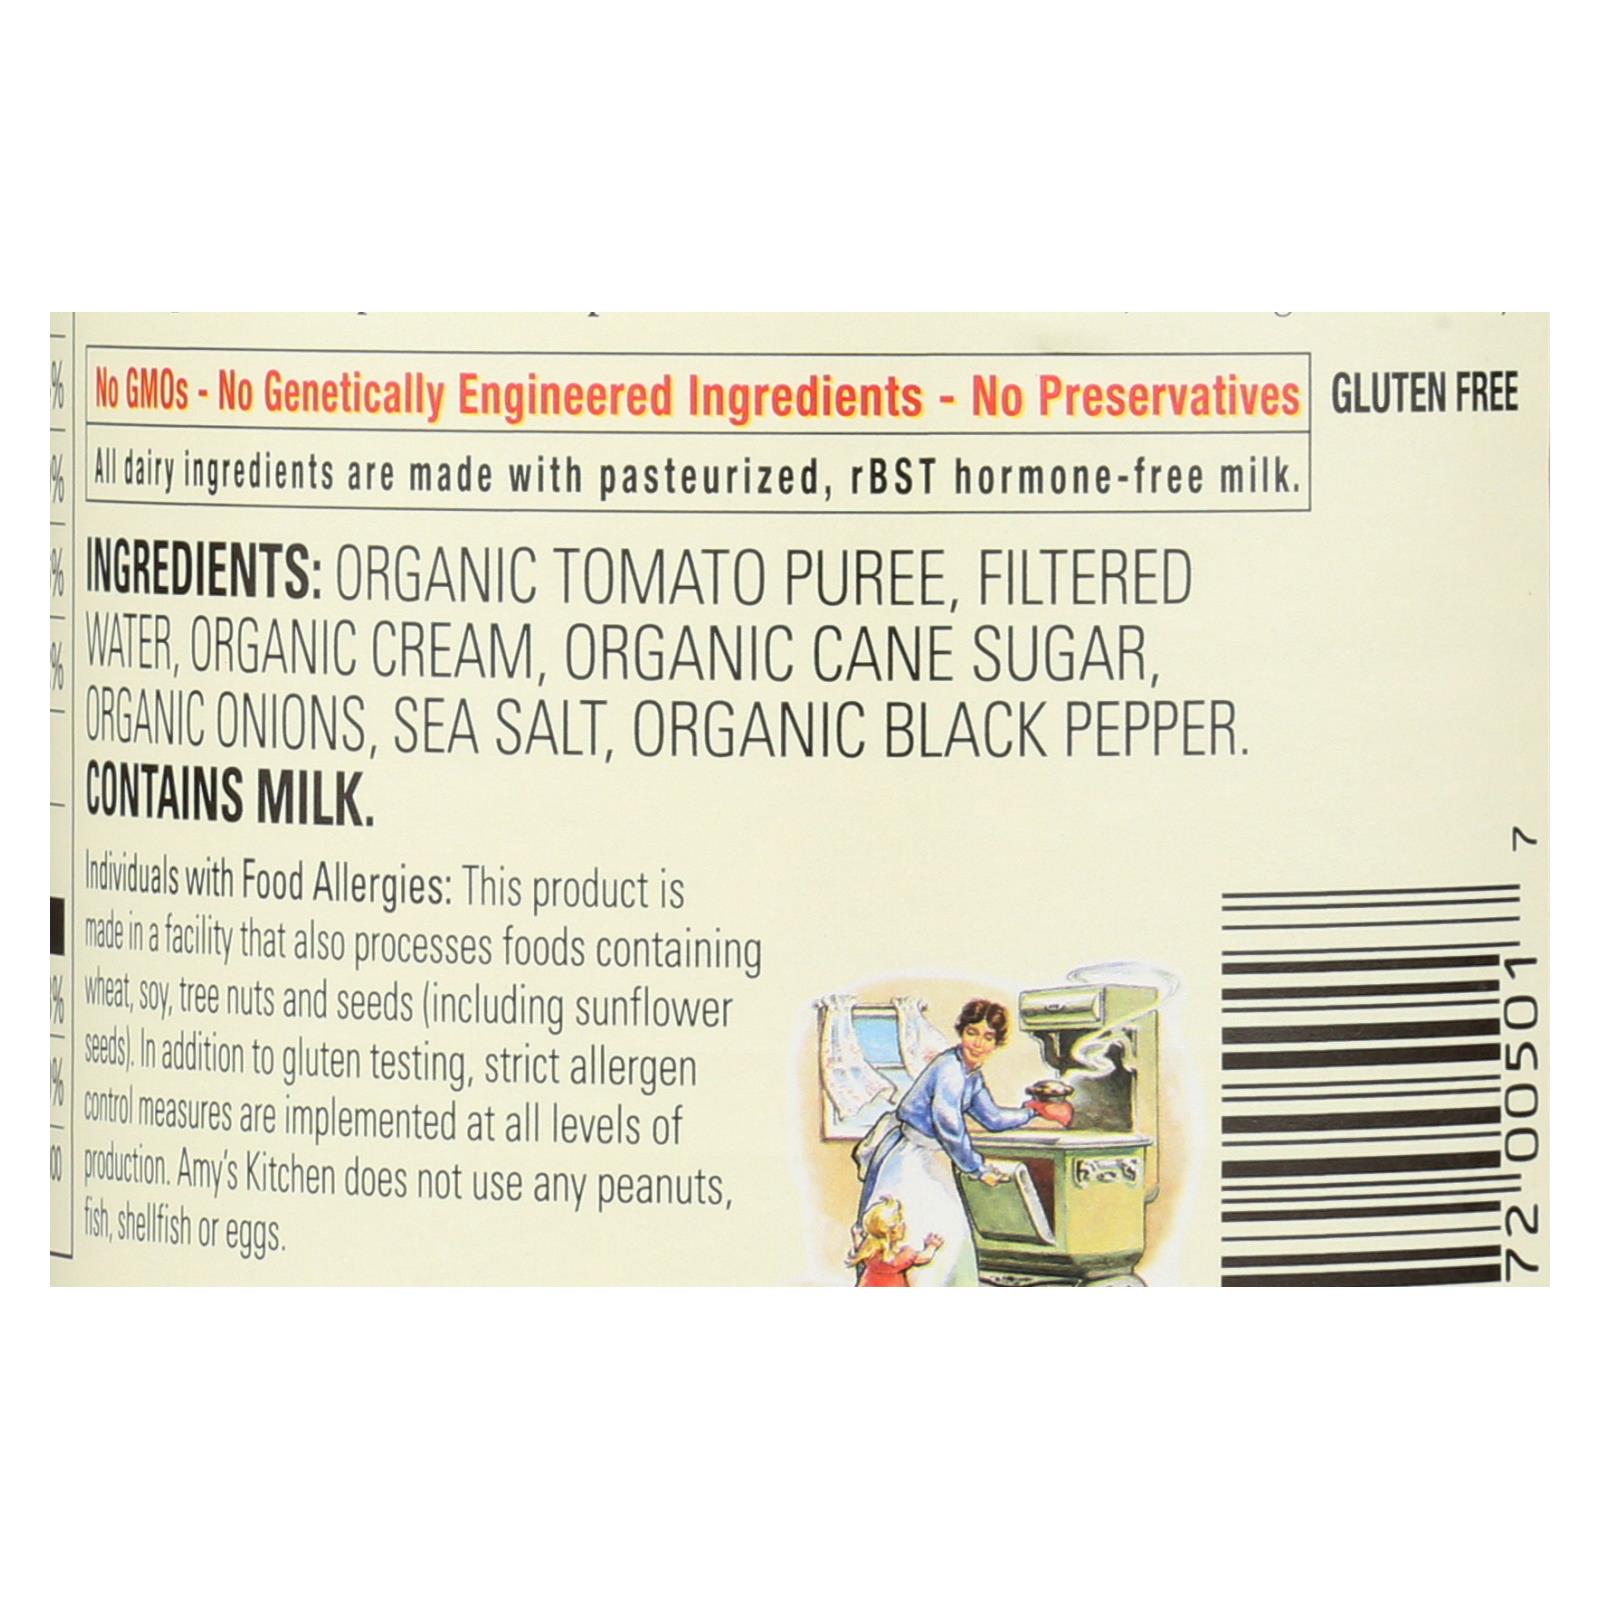 No GMOs - No Genetically Engineered Ingredients - No Preservatives
GLUTEN FREE
All dairy ingredients are made with pasteurized, rBST hormone-free milk.
INGREDIENTS: ORGANIC TOMATO PUREE, FILTERED
WATER, ORGANIC CREAM, ORGANIC CANE SUGAR,
ORGANIC ONIONS, SEA SALT, ORGANIC BLACK PEPPER.
CONTAINS MILK.
Individuals with Food Allergies: This product is
made in a facility that also processes foods containing
wheat, soy, tree nuts and seeds (including sunflower
seeds). In addition to gluten testing, strict allergen
control measures are implemented at all levels of
production. Amy's Kitchen does not use any peanuts,
fish, shellfish or eggs.
72 00501 7